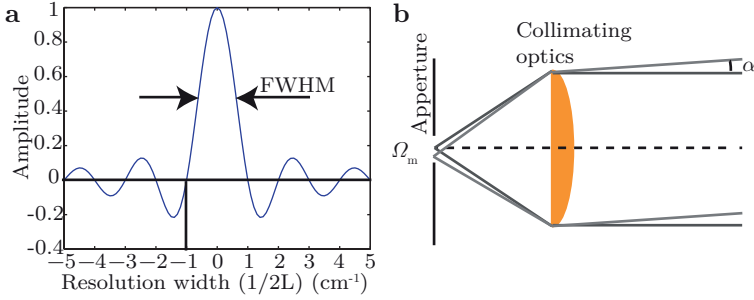 a
1
0.8
0.6
0.4
0.2
0
-0.2
-0.4
Amplitude
FWHM
−5 −4 −3 −2 −1 0 1 2 3 4 5
Resolution width (1/2L) (cm⁻¹)
b
Collimating
optics
Apperture
Ωm
α